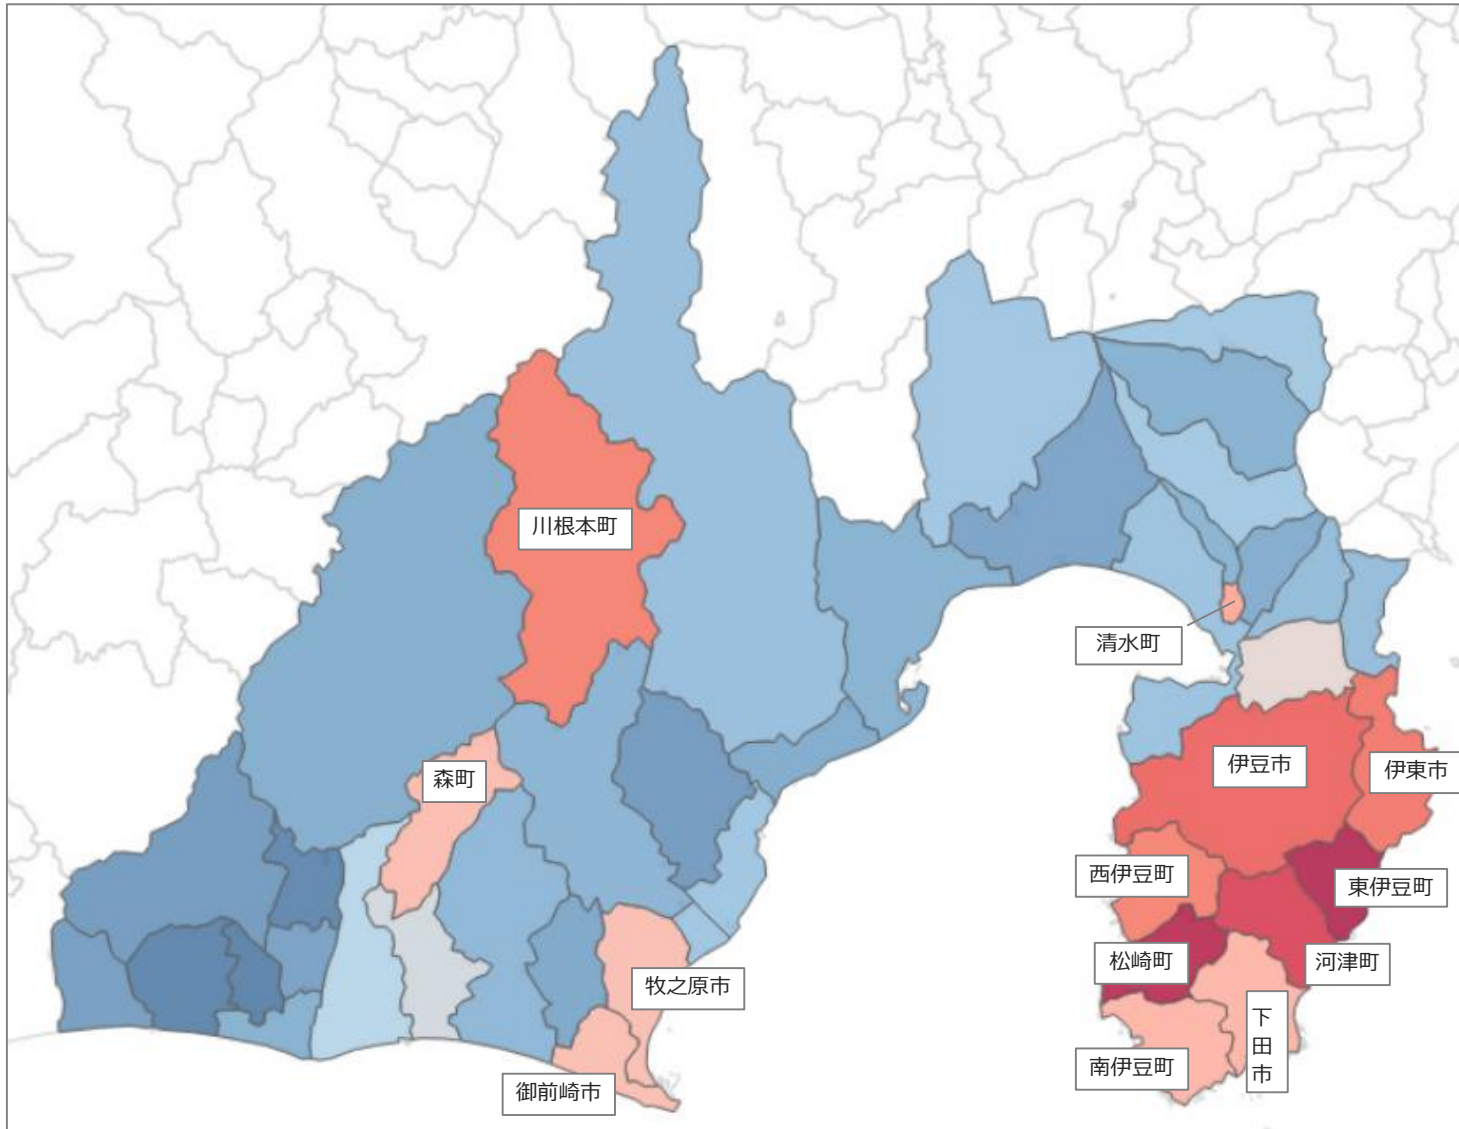 川根本町
清水町
伊豆市
伊東市
森町
西伊豆町
東伊豆町
松崎町
河津町
牧之原市
下田市
南伊豆町
御前崎市